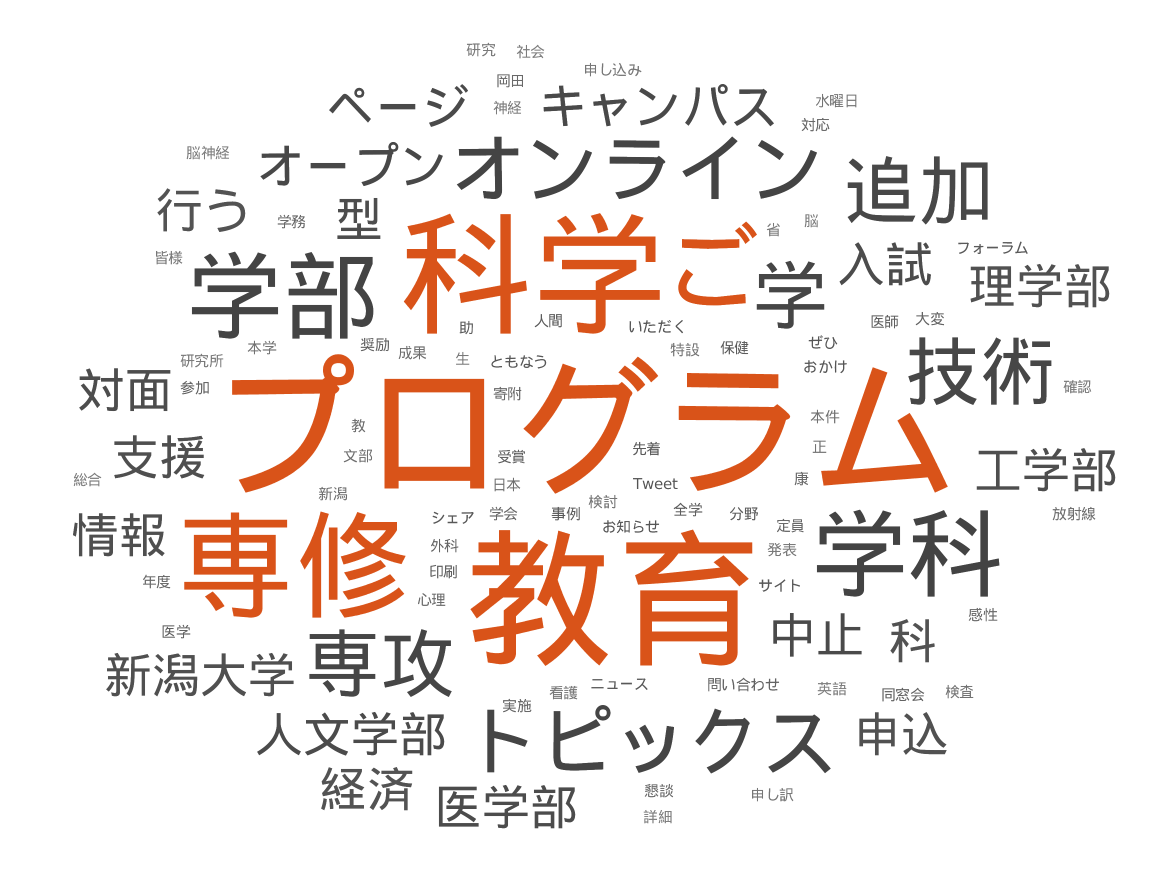 研究 社会
岡田 申し込み
ページ 神経 キャンパス 水曜日
対応
脳神経 オープン オンライン 追加
行う 学務 型 科学ご 省 脳
皆様 学部 学 入試 フォーラム 理学部
助 人間 いただく 医師 大変
研究所 本学 奨励 成果 生 ともなう 特設 保健 ぜひ おかけ 技術
対面 参加 プログラム 寄附 確認
支援 教 本件
総合 文部 受賞 先着 正 工学部
新潟 日本 Tweet 康 放射線
情報 専修 シェア 学会 事例 検討 お知らせ 全学 分野 定員 学科
年度 外科 印刷 心理 教育 発表 サイト
医学 中止 科 感性
新潟大学 専攻 看護 ニュース 問い合わせ 英語 同窓会 検査
人文学部 実施 トピックス 申込
経済 医学部 懇談 申し訳
詳細